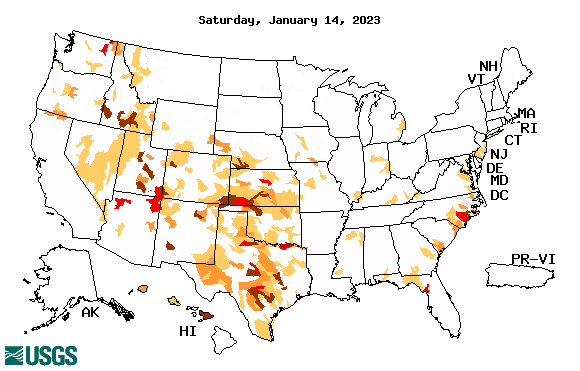 Saturday, January 14, 2023
NH
VT
MA
RI
CT
NJ
DE
MD
DC
PR-VI
AK
HI
USGS